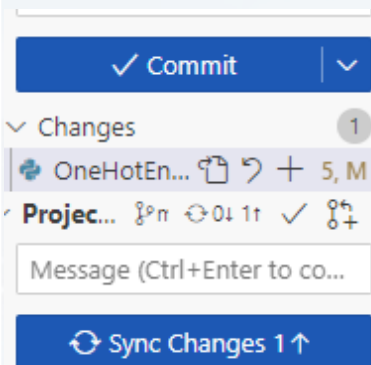 Commit
Changes 1
OneHotEn... 5, M
Projec... 0↓ 1↑
Message (Ctrl+Enter to co...
Sync Changes 1↑